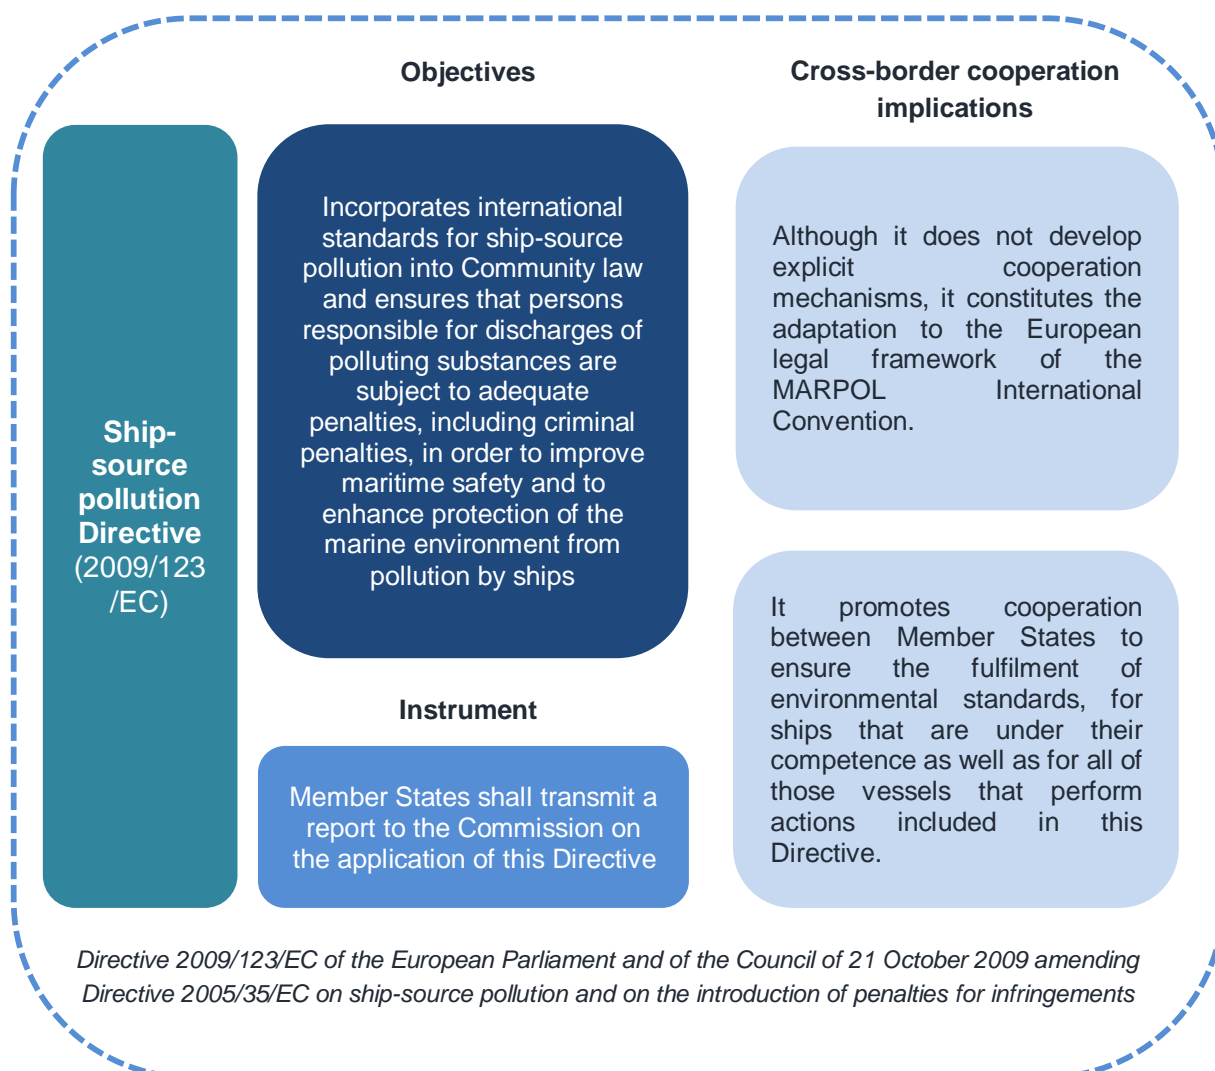 Objectives
Cross-border cooperation
implications
Ship-
source
pollution
Directive
(2009/123
/EC)
Incorporates international
standards for ship-source
pollution into Community law
and ensures that persons
responsible for discharges of
polluting substances are
subject to adequate
penalties, including criminal
penalties, in order to improve
maritime safety and to
enhance protection of the
marine environment from
pollution by ships
Instrument
Member States shall transmit a
report to the Commission on
the application of this Directive
Although it does not develop
explicit cooperation
mechanisms, it constitutes the
adaptation to the European
legal framework of the
MARPOL International
Convention.
It promotes cooperation
between Member States to
ensure the fulfilment of
environmental standards, for
ships that are under their
competence as well as for all of
those vessels that perform
actions included in this
Directive.
Directive 2009/123/EC of the European Parliament and of the Council of 21 October 2009 amending
Directive 2005/35/EC on ship-source pollution and on the introduction of penalties for infringements